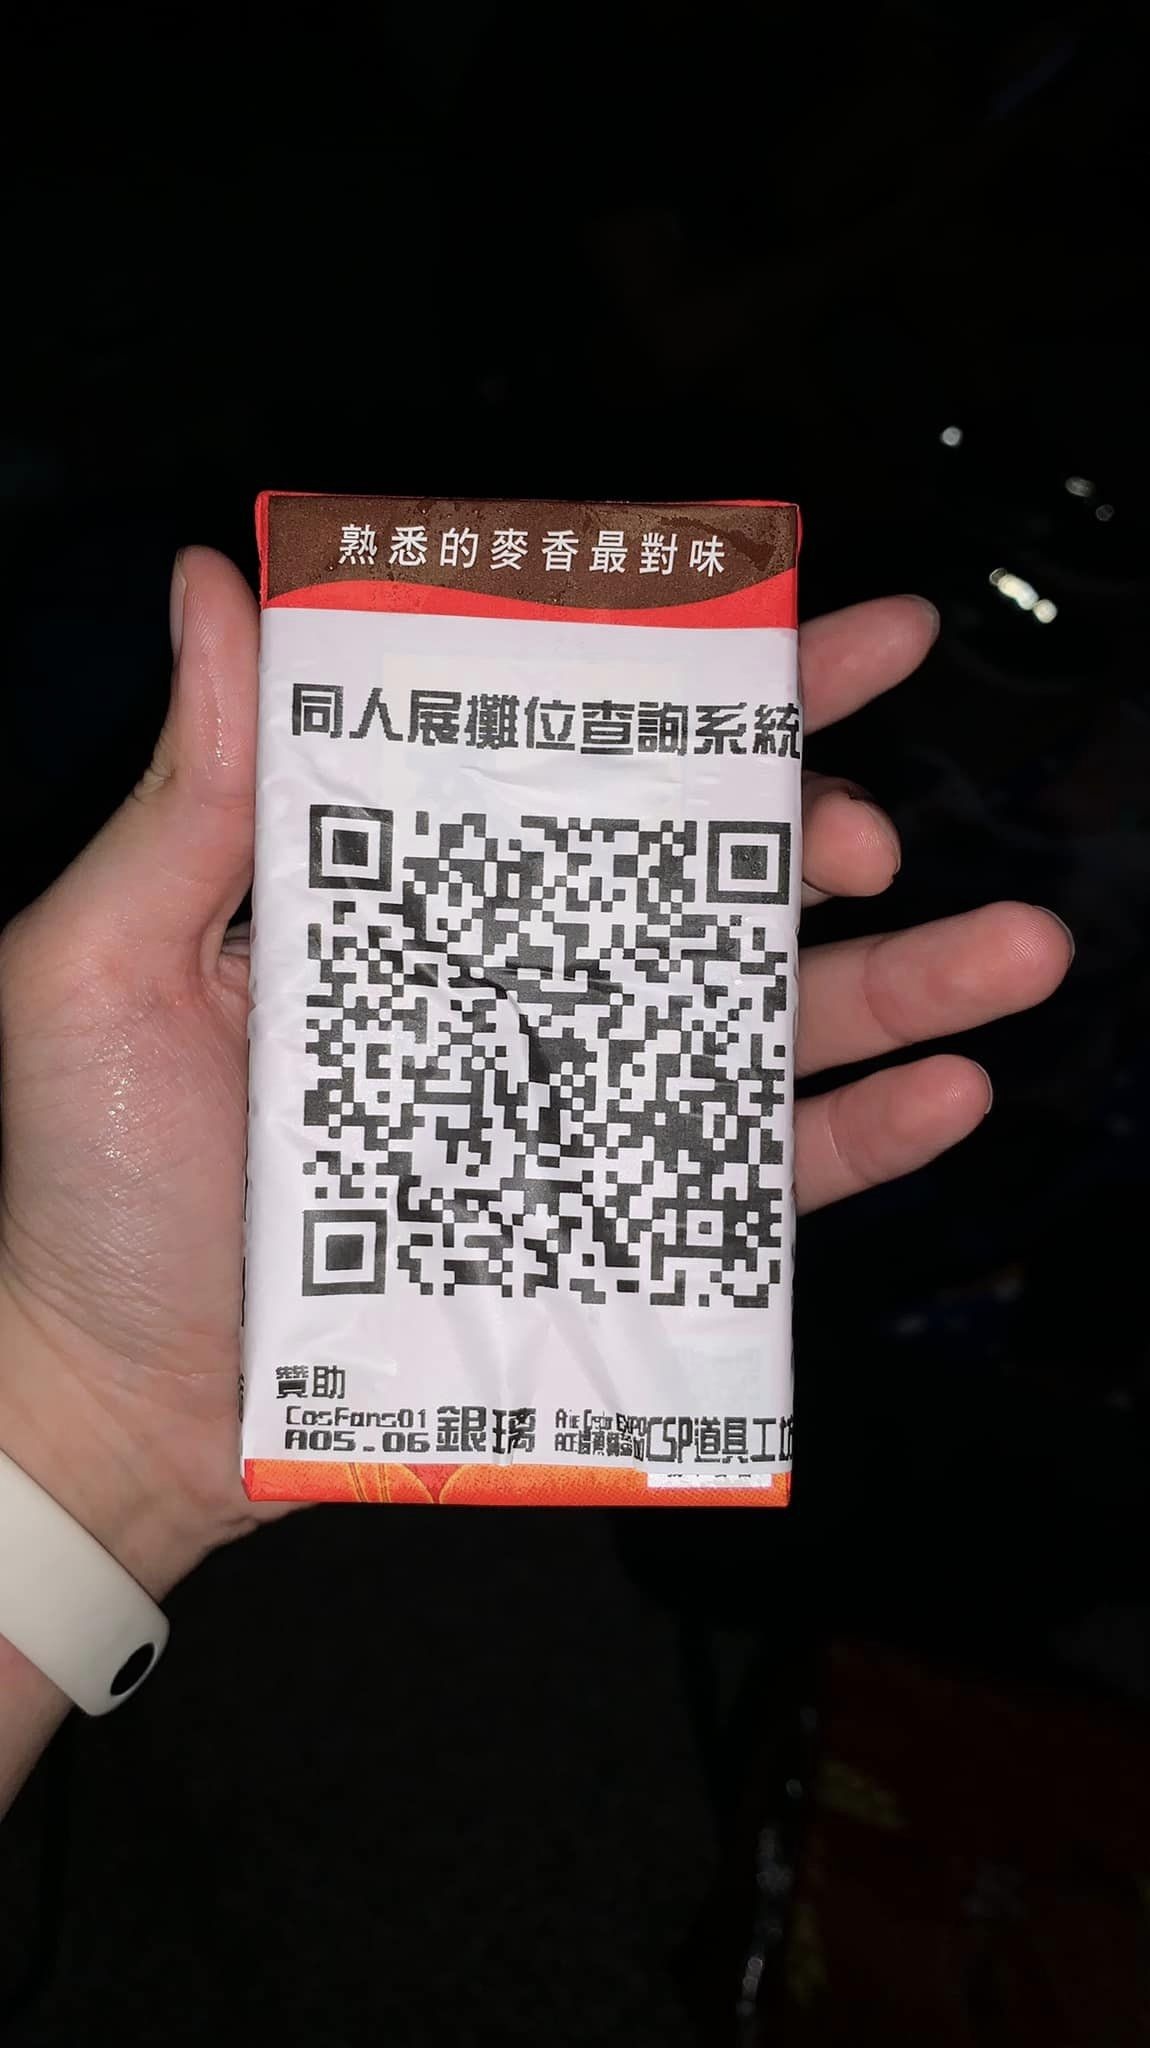 熟悉的麥香最對味
同人展攤位查詢系統
贊助
CosFans01
A05_06
銀璃
CSP道具工坊